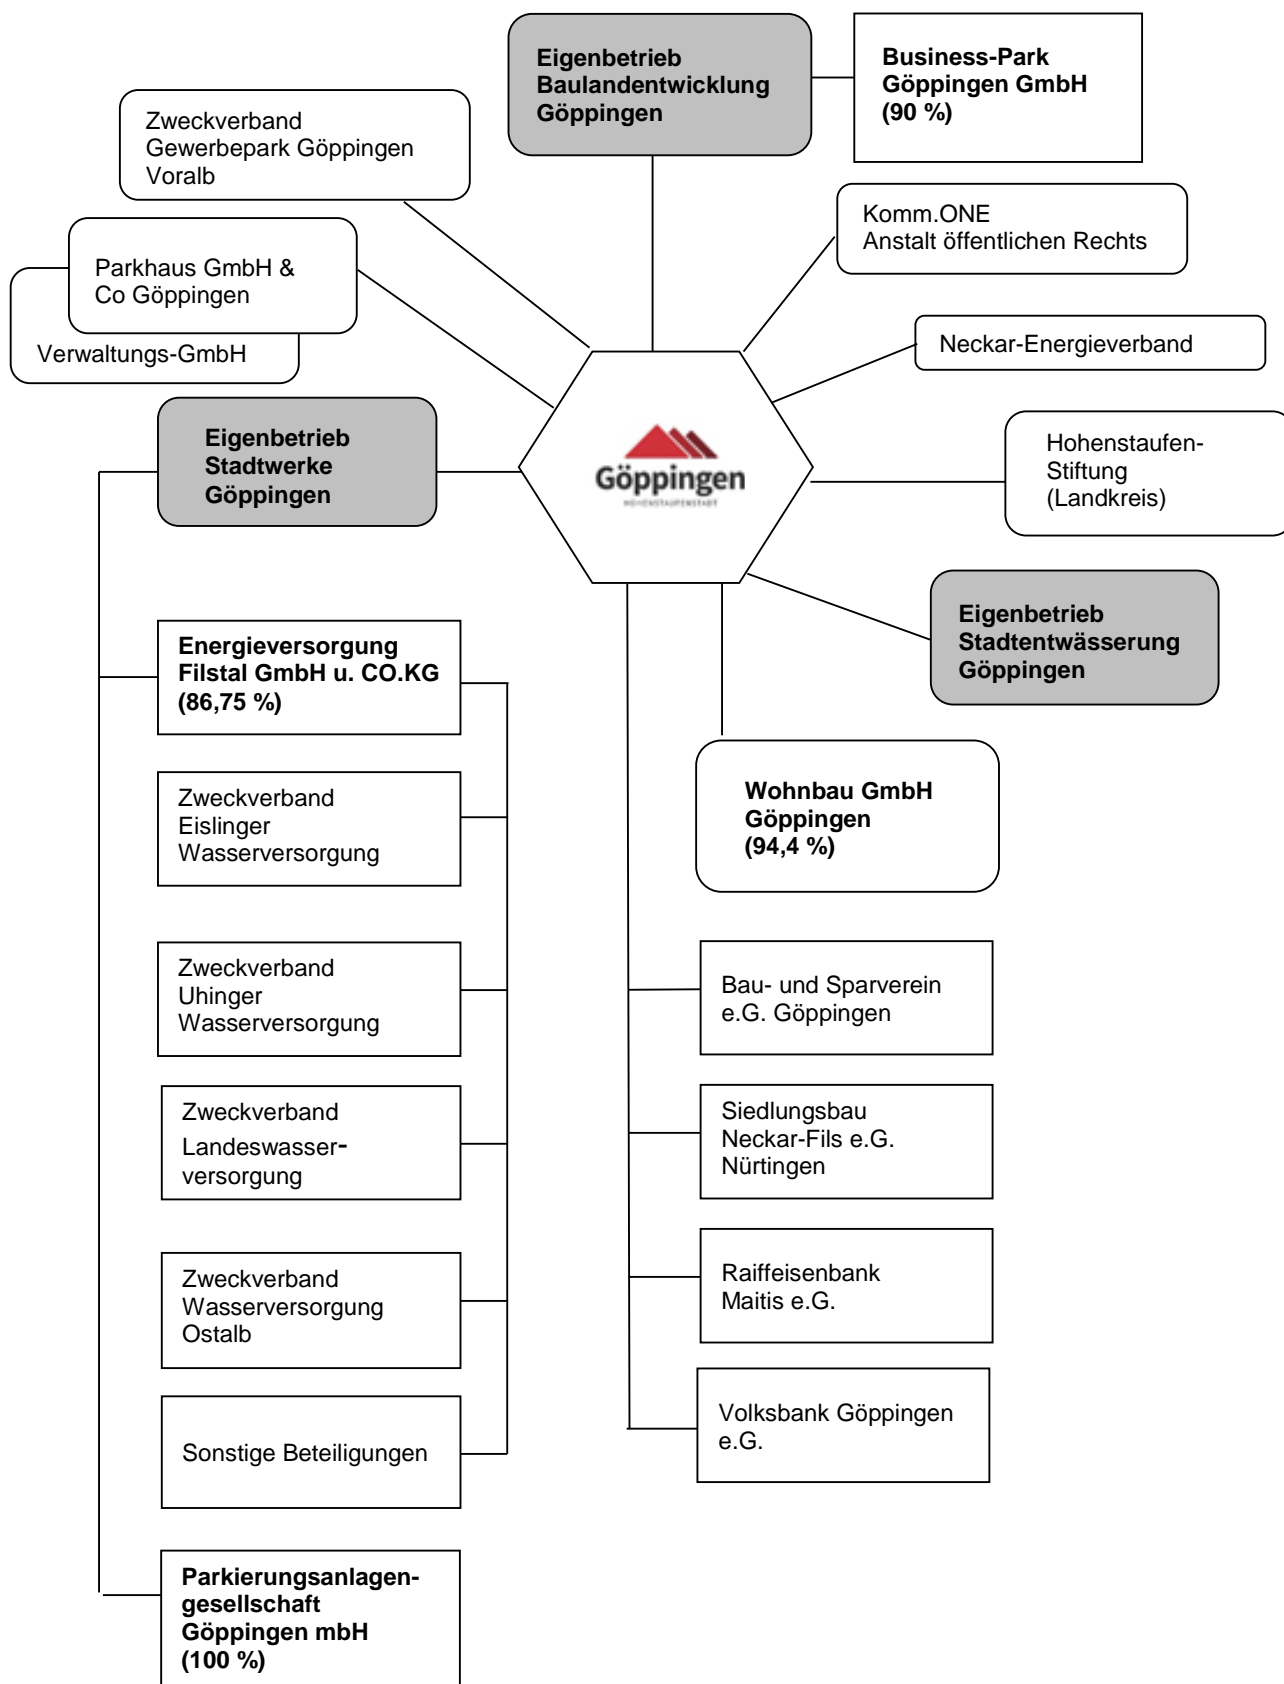 Eigenbetrieb
Baulandentwicklung
Göppingen
Business-Park
Göppingen GmbH
(90 %)
Zweckverband
Gewerbepark Göppingen
Voralb
Komm.ONE
Anstalt öffentlichen Rechts
Parkhaus GmbH &
Co Göppingen
Verwaltungs-GmbH
Neckar-Energieverband
Eigenbetrieb
Stadtwerke
Göppingen
Göppingen
HOHENSTAUFENSTADT
Hohenstaufen-
Stiftung
(Landkreis)
Eigenbetrieb
Stadtentwässerung
Göppingen
Energieversorgung
Filstal GmbH u. CO.KG
(86,75 %)
Zweckverband
Eislinger
Wasserversorgung
Zweckverband
Uhinger
Wasserversorgung
Zweckverband
Landeswasser-
versorgung
Zweckverband
Wasserversorgung
Ostalb
Sonstige Beteiligungen
Parkierungsanlagen-
gesellschaft
Göppingen mbH
(100 %)
Wohnbau GmbH
Göppingen
(94,4 %)
Bau- und Sparverein
e.G. Göppingen
Siedlungsbau
Neckar-Fils e.G.
Nürtingen
Raiffeisenbank
Maitis e.G.
Volksbank Göppingen
e.G.